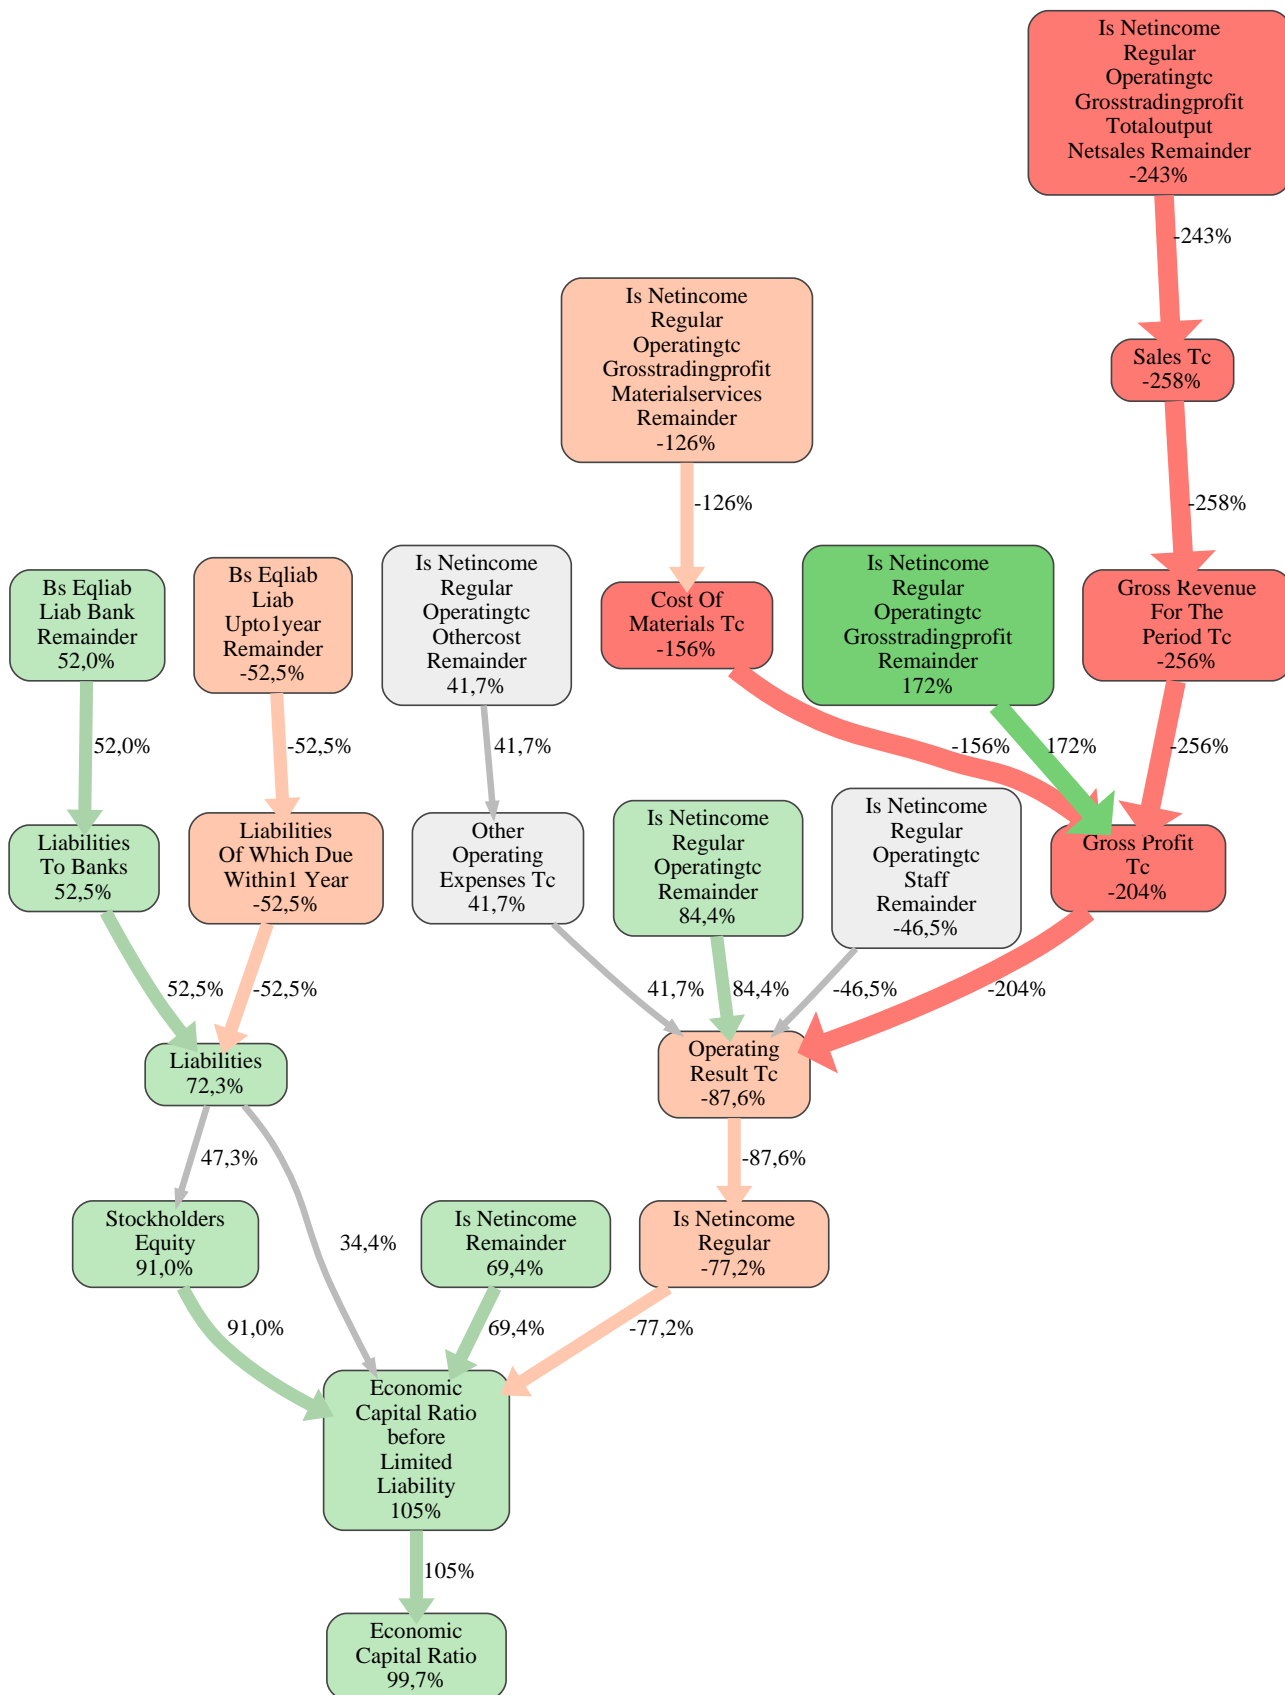 Is Netincome
Regular
Operatingtc
Grosstradingprofit
Totaloutput
Netsales Remainder
-243%
-243%
Is Netincome
Regular
Operatingtc
Grosstradingprofit
Materialservices
Remainder
-126%
Sales Tc
-258%
-126%
-258%
Bs Eqliab
Liab Bank
Remainder
52,0%
Bs Eqliab
Liab
Upto1year
Remainder
-52,5%
Is Netincome
Regular
Operatingtc
Othercost
Remainder
41,7%
Cost Of
Materials Tc
-156%
Is Netincome
Regular
Operatingtc
Grosstradingprofit
Remainder
172%
Gross Revenue
For The
Period Tc
-256%
52,0%
-52,5%
41,7%
-156%
172%
-256%
Liabilities
To Banks
52,5%
Liabilities
Of Which Due
Within1 Year
-52,5%
Other
Operating
Expenses Tc
41,7%
Is Netincome
Regular
Operatingtc
Remainder
84,4%
Is Netincome
Regular
Operatingtc
Staff
Remainder
-46,5%
Gross Profit
Tc
-204%
52,5%
-52,5%
41,7%
84,4%
-46,5%
-204%
Liabilities
72,3%
Operating
Result Tc
-87,6%
47,3%
-87,6%
Stockholders
Equity
91,0%
34,4%
Is Netincome
Remainder
69,4%
Is Netincome
Regular
-77,2%
91,0%
69,4%
-77,2%
Economic
Capital Ratio
before
Limited
Liability
105%
105%
Economic
Capital Ratio
99,7%